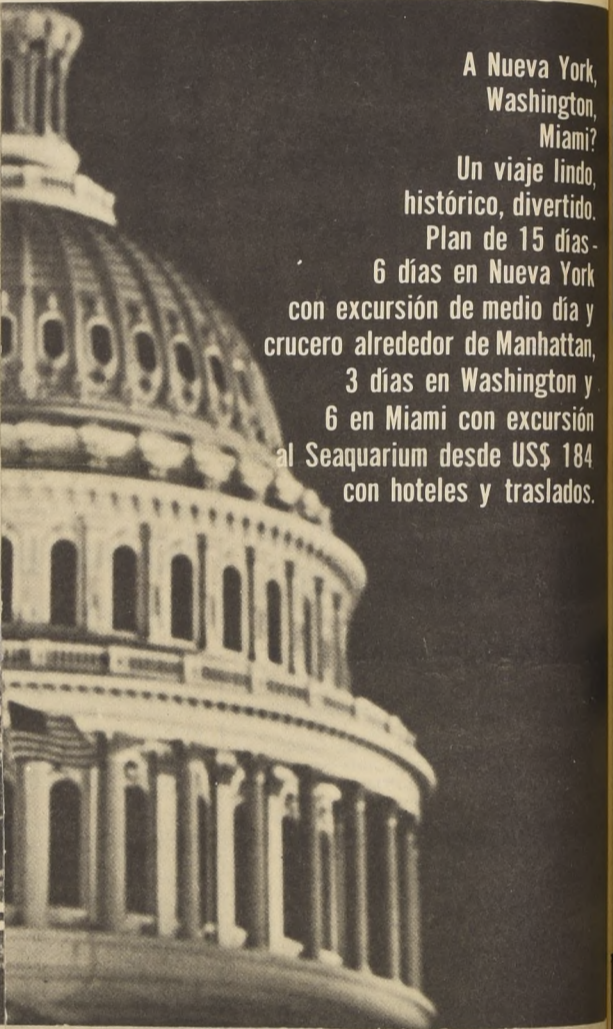 A Nueva York,
Washington,
Miami?
Un viaje lindo,
histórico, divertido.
Plan de 15 días-
6 días en Nueva York
con excursión de medio día y
crucero alrededor de Manhattan,
3 días en Washington y
6 en Miami con excursión
al Seaquarium desde US$ 184
con hoteles y traslados.